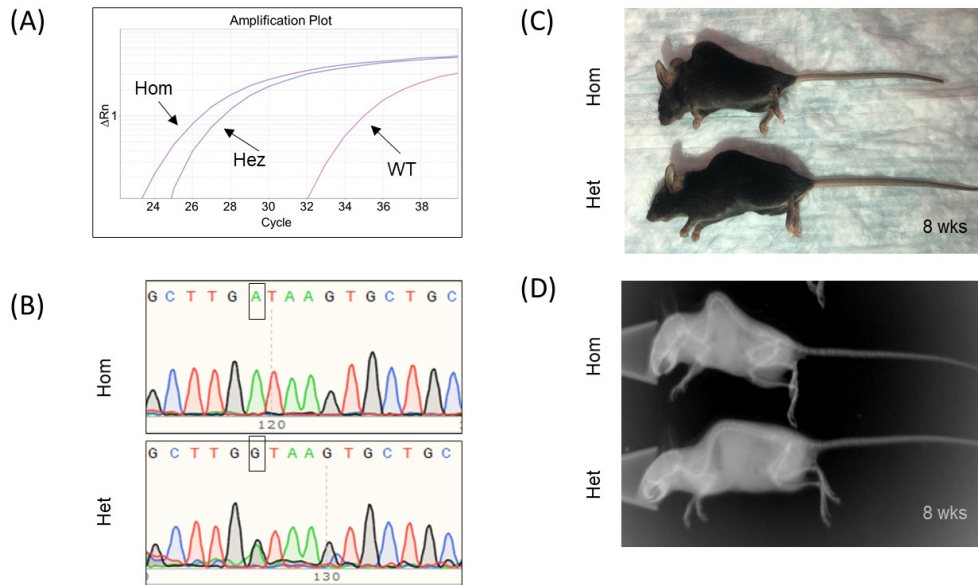 (A)
Amplification Plot
ΔRn
1
Hom
Hez
WT
24 26 28 30 32 34 36 38
Cycle
(B)
Hom
G C T T G A T A A G T G C T G C
120
Het
G C T T G G T A A G T G C T G C
130
(C)
Hom
Het
8 wks
(D)
Hom
Het
8 wks